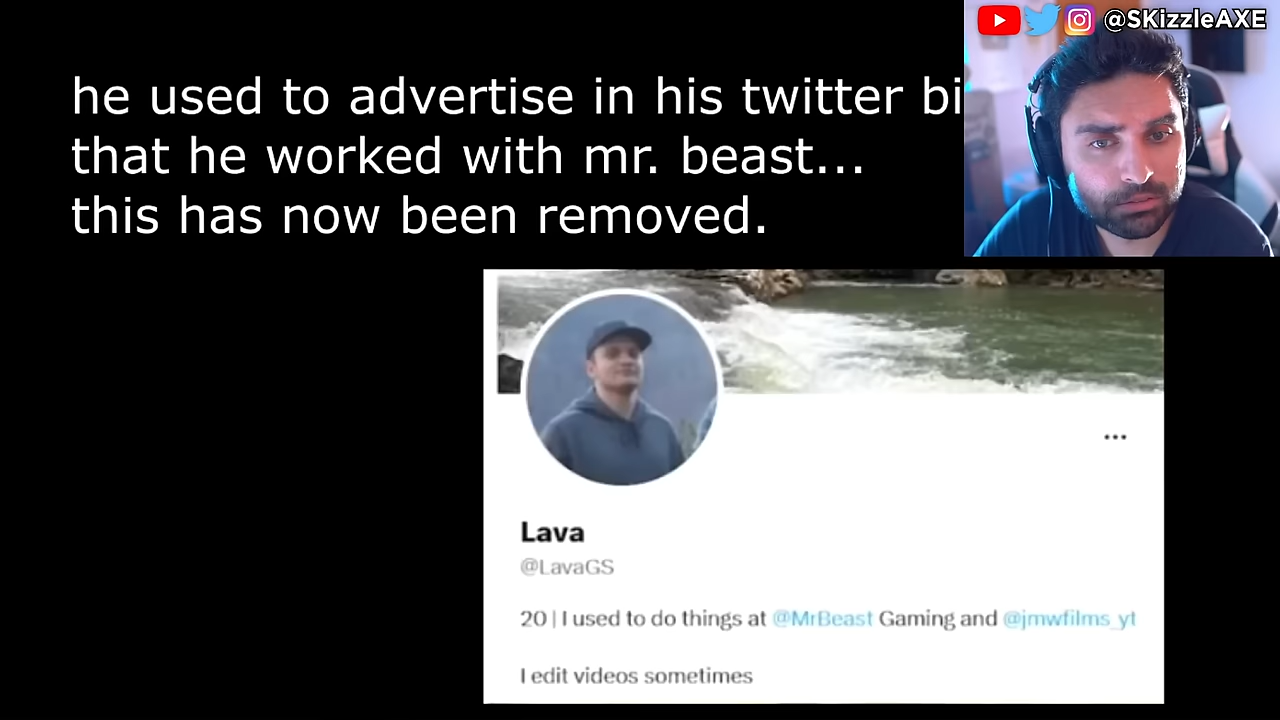 @SKizzleAXE
he used to advertise in his twitter bi
that he worked with mr. beast...
this has now been removed.
Lava
@LavaGS
20 | I used to do things at @MrBeast Gaming and @jmwfilms_yt
I edit videos sometimes